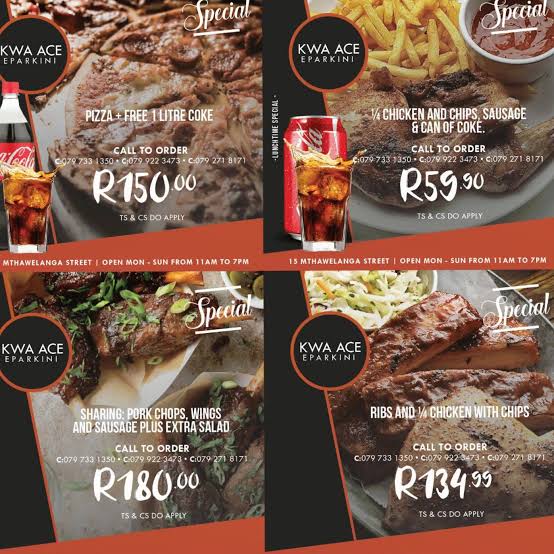 Special
KWA ACE
EPARKINI
PIZZA + FREE 1 LITRE COKE
CALL TO ORDER
C:079 733 1350 • C:079 922 3473 • C:079 271 8171
R150.00
TS & CS DO APPLY
MTHAWELANGA STREET | OPEN MON - SUN FROM 11AM TO 7PM
Special
KWA ACE
EPARKINI
- LUNCHTIME SPECIAL -
¼ CHICKEN AND CHIPS, SAUSAGE
& CAN OF COKE.
CALL TO ORDER
C:079 733 1350 • C:079 922 3473 • C:079 271 8171
R59.90
TS & CS DO APPLY
15 MTHAWELANGA STREET | OPEN MON - SUN FROM 11AM TO 7PM
Special
KWA ACE
EPARKINI
SHARING: PORK CHOPS, WINGS
AND SAUSAGE PLUS EXTRA SALAD
CALL TO ORDER
C:079 733 1350 • C:079 922 3473 • C:079 271 8171
R180.00
TS & CS DO APPLY
Special
KWA ACE
EPARKINI
RIBS AND ¼ CHICKEN WITH CHIPS
CALL TO ORDER
C:079 733 1350 • C:079 922 3473 • C:079 271 8171
R134.99
TS & CS DO APPLY